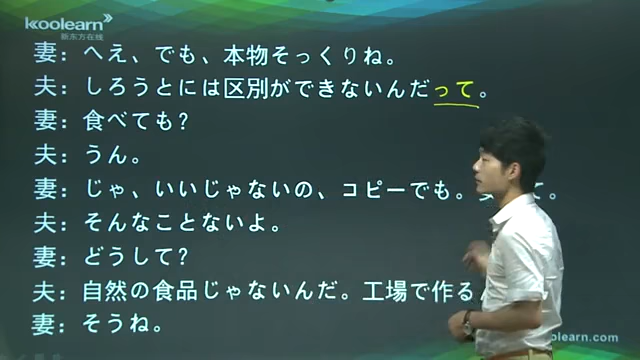 koolearn
新东方在线
妻：へえ、でも、本物そっくりね。
夫：しろうとには区別ができないんだって。
妻：食べても？
夫：うん。
妻：じゃ、いいじゃないの、コピーでも。 て。
夫：そんなことないよ。
妻：どうして？
夫：自然の食品じゃないんだ。工場で作る
妻：そうね。
oolearn.com